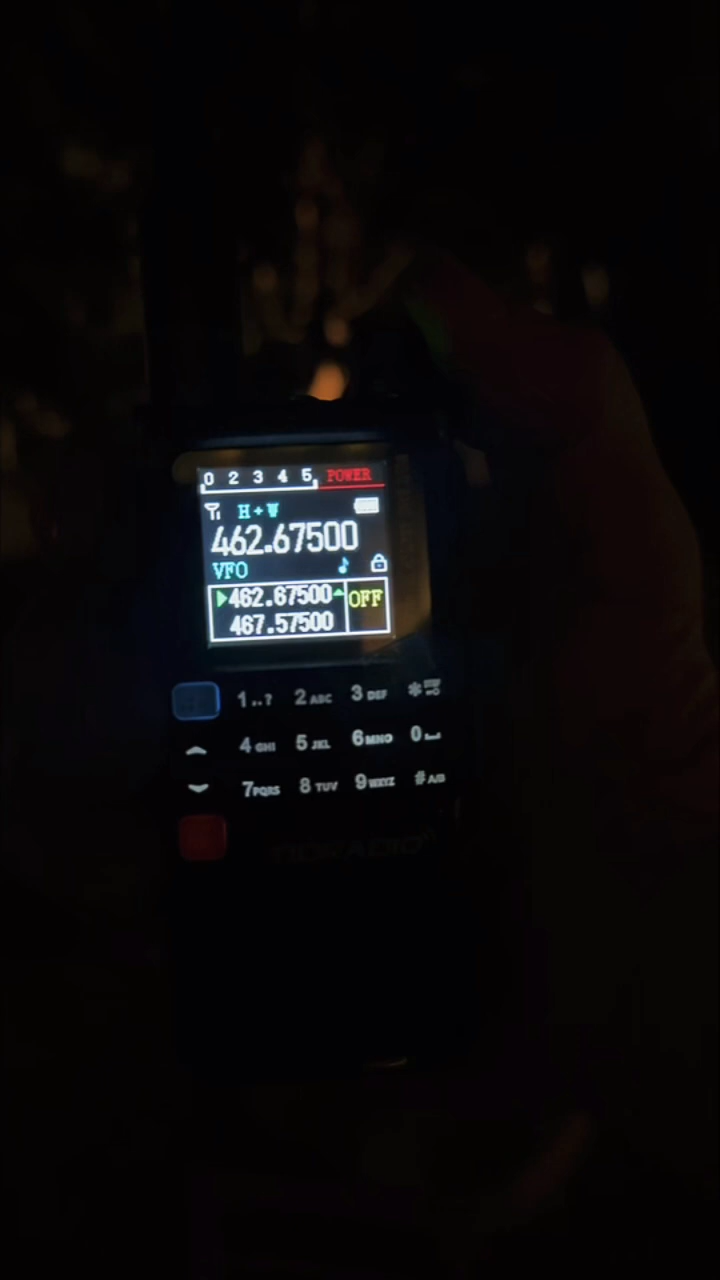 0 2 3 4 5 POWER
H+W
462.67500
VFO
462.67500 OFF
467.57500
1..? 2 ABC 3 DEF *
4 GHI 5 JKL 6 MNO 0
7 PQRS 8 TUV 9 WXYZ # A/B